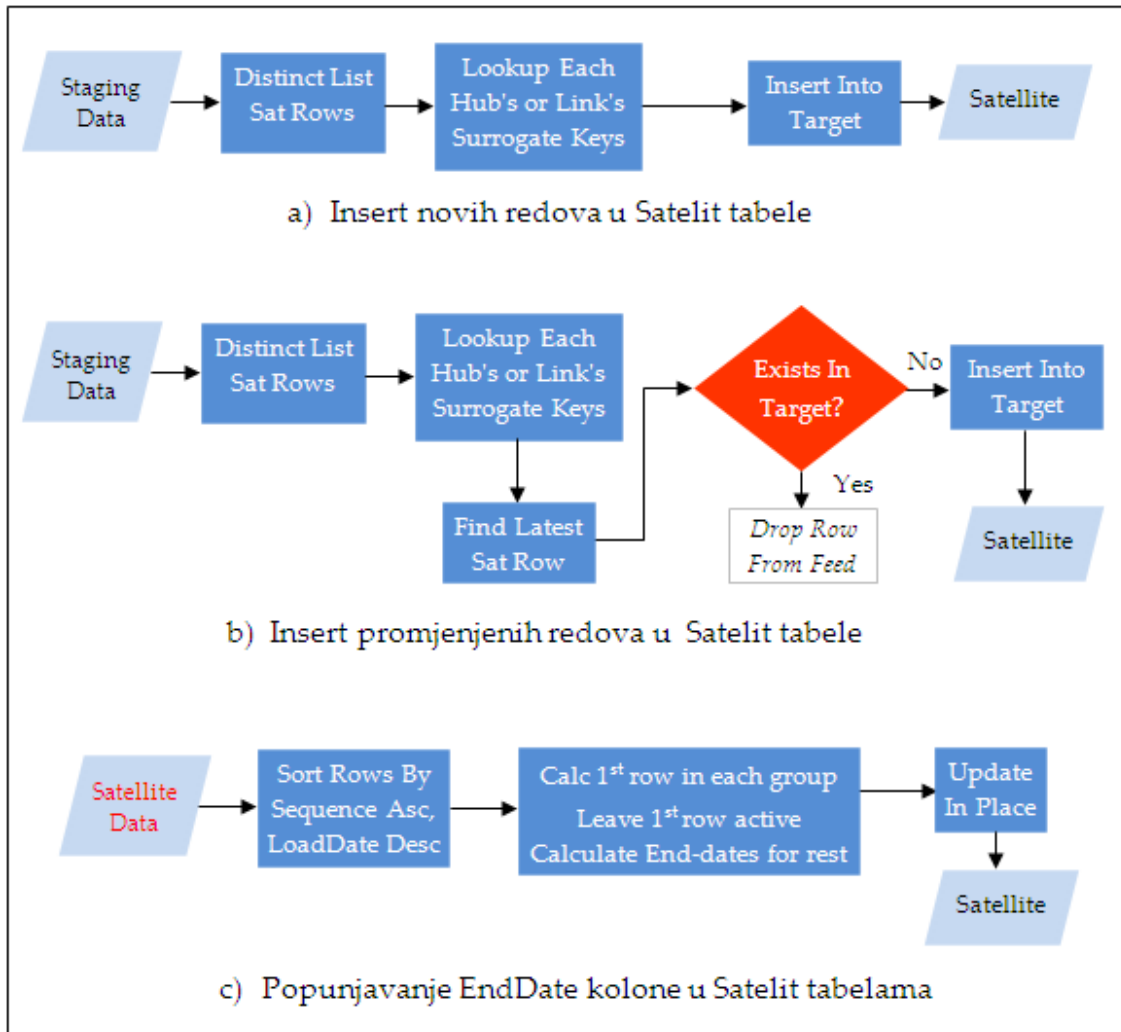 Staging
Data
Distinct List
Sat Rows
Lookup Each
Hub's or Link's
Surrogate Keys
Insert Into
Target
Satellite
a) Insert novih redova u Satelit tabele
Staging
Data
Distinct List
Sat Rows
Lookup Each
Hub's or Link's
Surrogate Keys
Find Latest
Sat Row
Exists In
Target?
No
Yes
Insert Into
Target
Drop Row
From Feed
Satellite
b) Insert promjenjenih redova u Satelit tabele
Satellite
Data
Sort Rows By
Sequence Asc,
LoadDate Desc
Calc 1st row in each group
Leave 1st row active
Calculate End-dates for rest
Update
In Place
Satellite
c) Popunjavanje EndDate kolone u Satelit tabelama